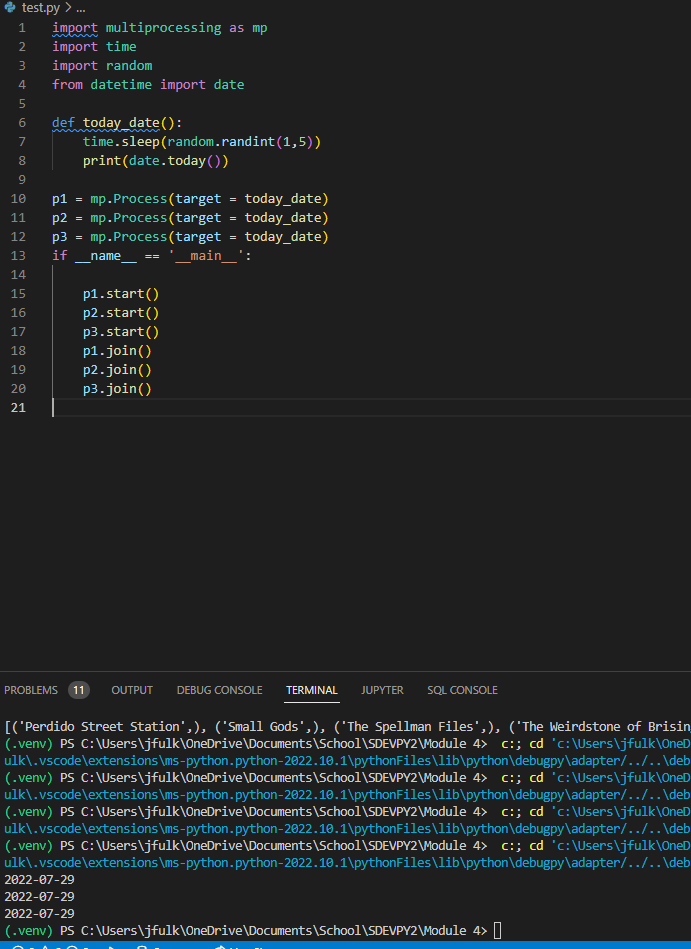 test.py > ...
1 import multiprocessing as mp
2 import time
3 import random
4 from datetime import date
5
6 def today_date():
7     time.sleep(random.randint(1,5))
8     print(date.today())
9
10 p1 = mp.Process(target = today_date)
11 p2 = mp.Process(target = today_date)
12 p3 = mp.Process(target = today_date)
13 if __name__ == '__main__':
14
15     p1.start()
16     p2.start()
17     p3.start()
18     p1.join()
19     p2.join()
20     p3.join()
21
PROBLEMS 11 OUTPUT DEBUG CONSOLE TERMINAL JUPYTER SQL CONSOLE
[('Perdido Street Station',), ('Small Gods',), ('The Spellman Files',), ('The Weirdstone of Brisin
(.venv) PS C:\Users\jfulk\OneDrive\Documents\School\SDEVPY2\Module 4>  c:; cd 'c:\Users\jfulk\OneD
ulk\.vscode\extensions\ms-python.python-2022.10.1\pythonFiles\lib\python\debugpy\adapter/../..\deb
(.venv) PS C:\Users\jfulk\OneDrive\Documents\School\SDEVPY2\Module 4>  c:; cd 'c:\Users\jfulk\OneD
ulk\.vscode\extensions\ms-python.python-2022.10.1\pythonFiles\lib\python\debugpy\adapter/../..\deb
(.venv) PS C:\Users\jfulk\OneDrive\Documents\School\SDEVPY2\Module 4>  c:; cd 'c:\Users\jfulk\OneD
ulk\.vscode\extensions\ms-python.python-2022.10.1\pythonFiles\lib\python\debugpy\adapter/../..\deb
(.venv) PS C:\Users\jfulk\OneDrive\Documents\School\SDEVPY2\Module 4>  c:; cd 'c:\Users\jfulk\OneD
ulk\.vscode\extensions\ms-python.python-2022.10.1\pythonFiles\lib\python\debugpy\adapter/../..\deb
2022-07-29
2022-07-29
2022-07-29
(.venv) PS C:\Users\jfulk\OneDrive\Documents\School\SDEVPY2\Module 4>